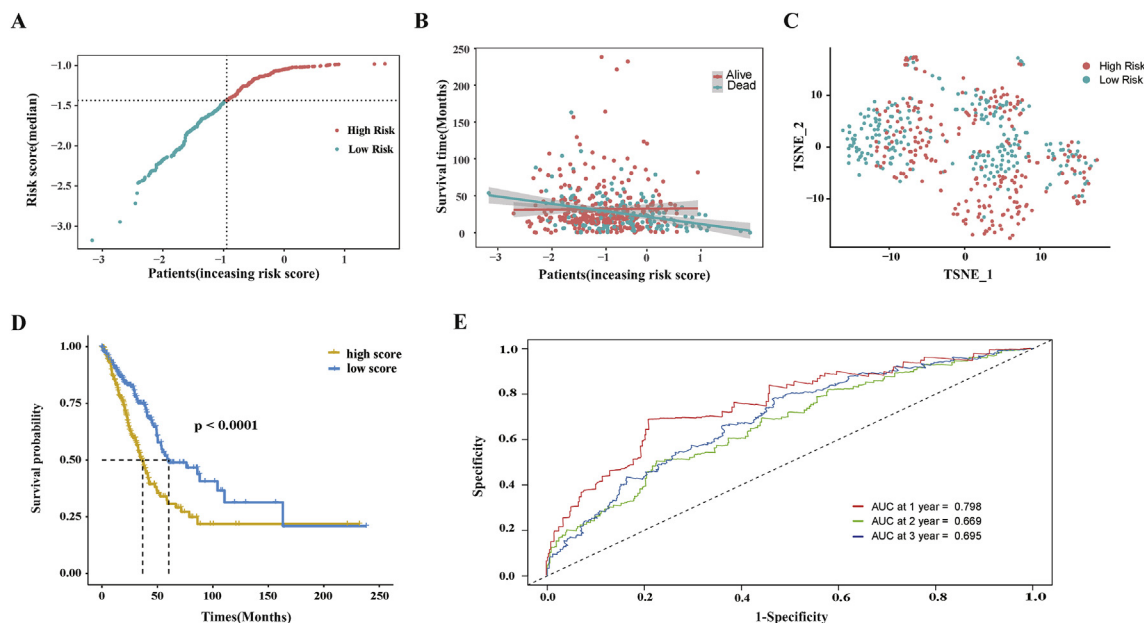 A
Risk score(median)
−1.0
−1.5
−2.0
−2.5
−3.0
High Risk
Low Risk
−3
−2
−1
0
1
Patients(inceasing risk score)
B
Survival time(Months)
250
200
150
100
50
25
0
Alive
Dead
−3
−2
−1
0
1
Patients(inceasing risk score)
C
TSNE_2
10
0
−10
High Risk
Low Risk
−10
0
10
TSNE_1
D
Survival probability
1.00
0.75
0.50
0.25
0.00
high score
low score
p < 0.0001
0
50
100
150
200
250
Times(Months)
E
Specificity
1.0
0.8
0.6
0.4
0.2
0.0
AUC at 1 year = 0.798
AUC at 2 year = 0.669
AUC at 3 year = 0.695
0.0
0.2
0.4
0.6
0.8
1.0
1-Specificity